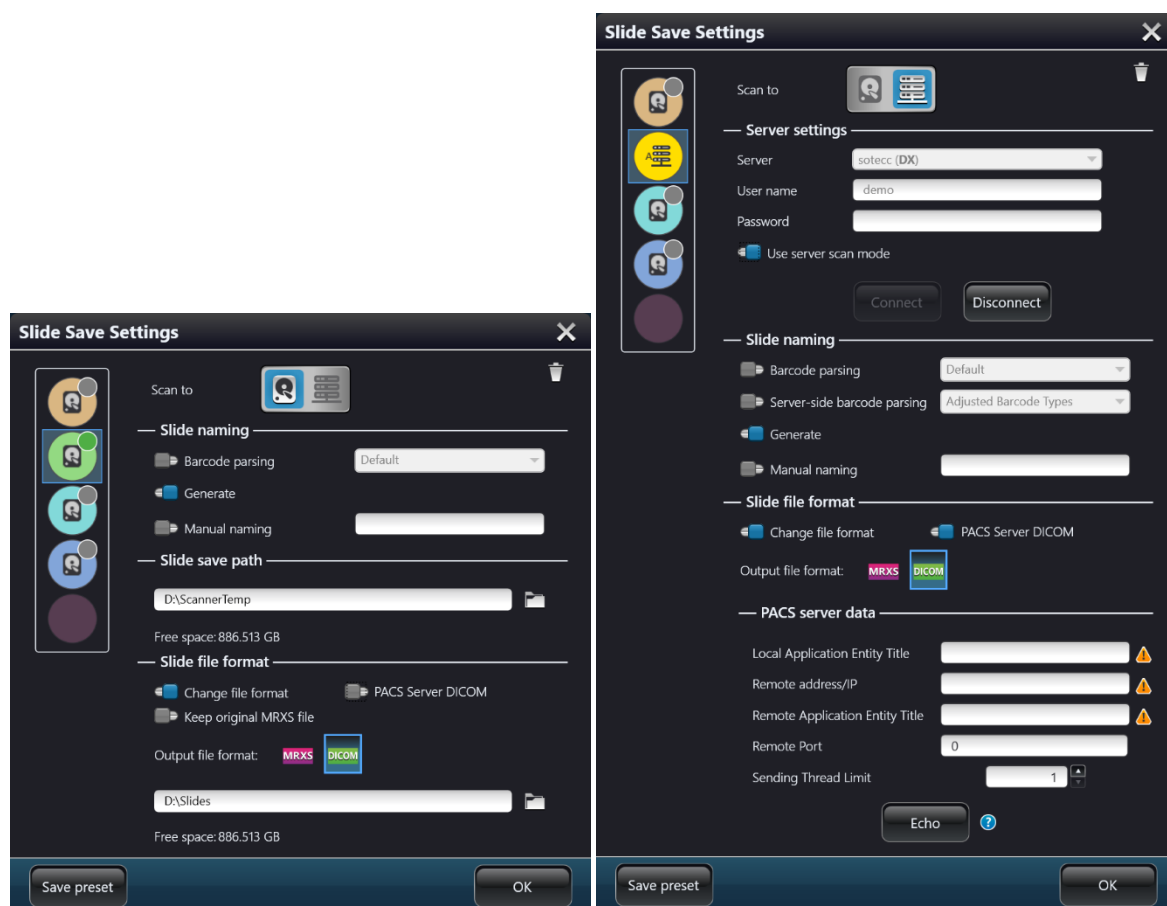 Slide Save Settings
Scan to
Slide naming
Barcode parsing Default
Generate
Manual naming
Slide save path
D:\ScannerTemp
Free space: 886.513 GB
Slide file format
Change file format PACS Server DICOM
Keep original MRXS file
Output file format: MRXS DICOM
D:\Slides
Free space: 886.513 GB
Save preset OK
Slide Save Settings
Scan to
A
Server settings
Server sotecc (DX)
User name demo
Password
Use server scan mode
Connect Disconnect
Slide naming
Barcode parsing Default
Server-side barcode parsing Adjusted Barcode Types
Generate
Manual naming
Slide file format
Change file format PACS Server DICOM
Output file format: MRXS DICOM
PACS server data
Local Application Entity Title
Remote address/IP
Remote Application Entity Title
Remote Port 0
Sending Thread Limit 1
Echo ?
Save preset OK